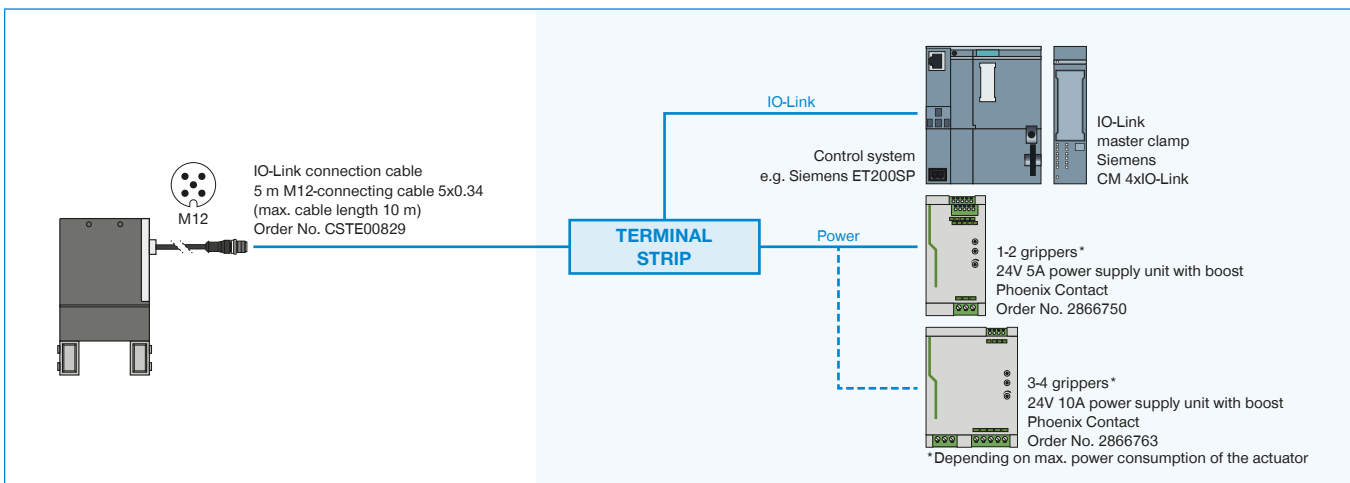 M12
IO-Link connection cable
5 m M12-connecting cable 5x0.34
(max. cable length 10 m)
Order No. CSTE00829
TERMINAL
STRIP
IO-Link
Control system
e.g. Siemens ET200SP
IO-Link
master clamp
Siemens
CM 4xIO-Link
Power
1-2 grippers*
24V 5A power supply unit with boost
Phoenix Contact
Order No. 2866750
3-4 grippers*
24V 10A power supply unit with boost
Phoenix Contact
Order No. 2866763
*Depending on max. power consumption of the actuator